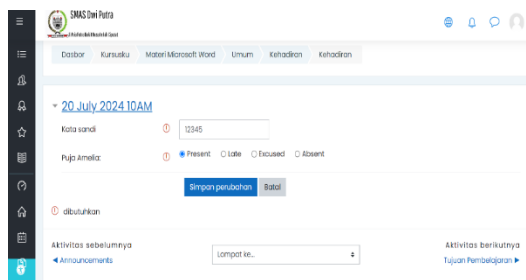 SMAS Dwi Putra
Dasbor Kursusku Materi Microsoft Word Umum Kehadiran Kehadiran
20 July 2024 10AM
Kata sandi 12345
Puja Amelia: Present Late Excused Absent
Simpan perubahan Batal
dibutuhkan
Aktivitas sebelumnya Aktivitas berikutnya
◄ Announcements Lompat ke... Tujuan Pembelajaran ►